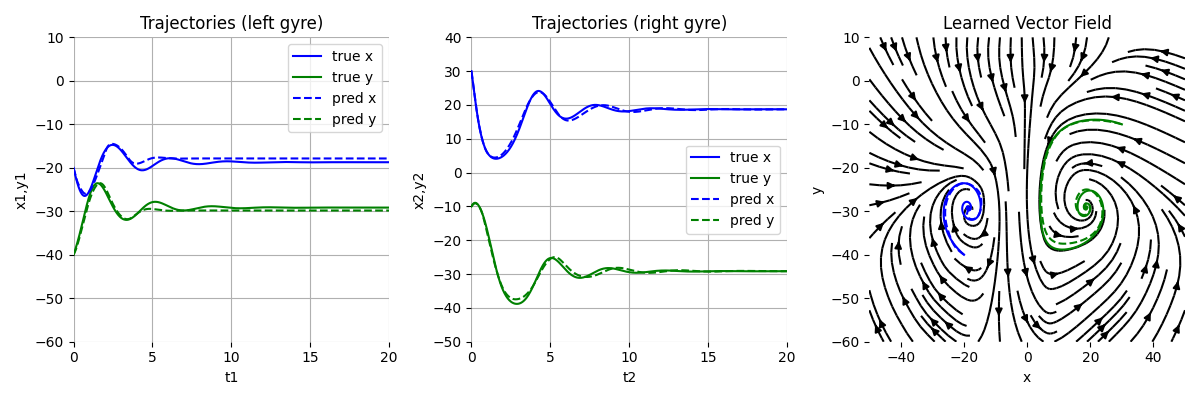 Trajectories (left gyre)
x1,y1
10
0
−10
−20
−30
−40
−50
−60
true x
true y
pred x
pred y
0 5 10 15 20
t1
Trajectories (right gyre)
x2,y2
40
30
20
10
0
−10
−20
−30
−40
−50
true x
true y
pred x
pred y
0 5 10 15 20
t2
Learned Vector Field
y
10
0
−10
−20
−30
−40
−50
−60
−40 −20 0 20 40
x